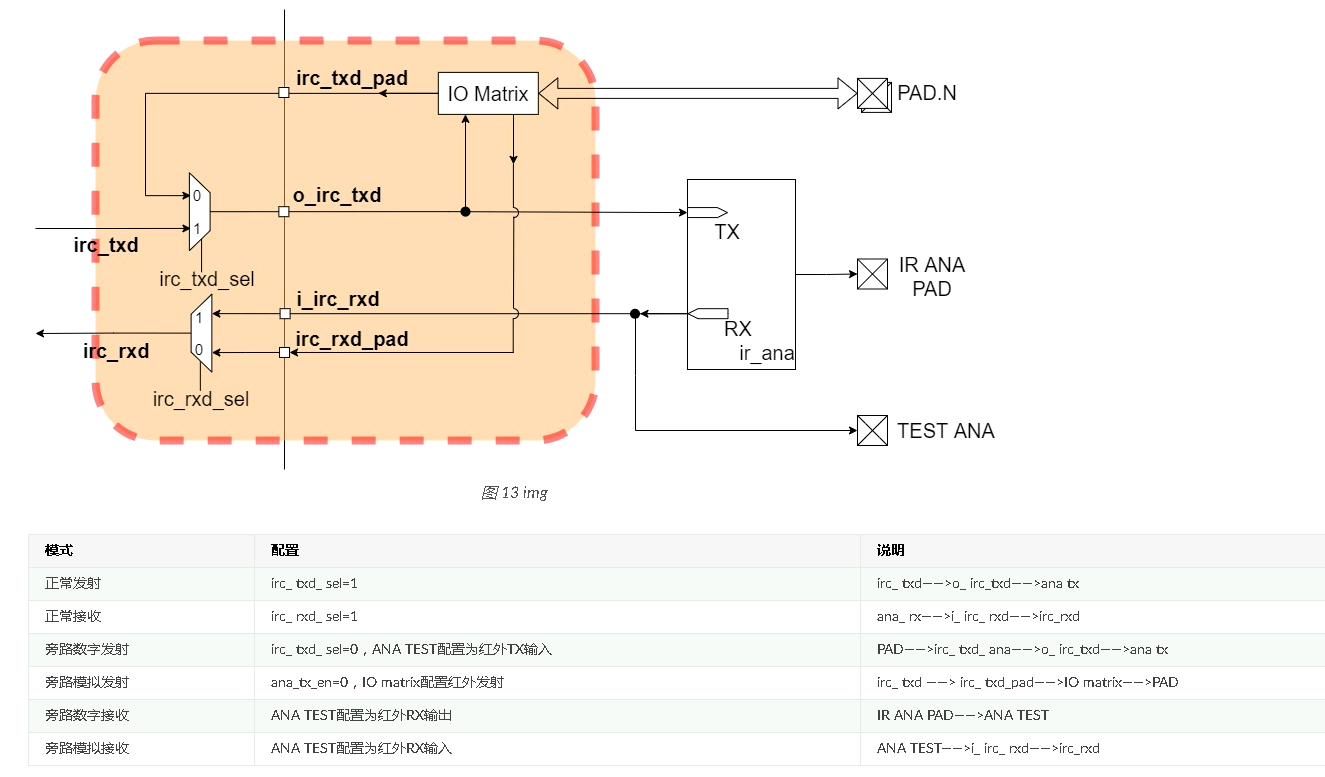 irc_txd_pad
IO Matrix
PAD.N
0
o_irc_txd
1
TX
irc_txd
irc_txd_sel
IR ANA
PAD
i_irc_rxd
1
RX
irc_rxd_pad
irc_rxd
0
ir_ana
irc_rxd_sel
TEST ANA
图 13 img
模式 配置 说明
正常发射 irc_ txd_ sel=1 irc_ txd——>o_ irc_txd——>ana tx
正常接收 irc_ rxd_ sel=1 ana_ rx——>i_ irc_ rxd——>irc_rxd
旁路数字发射 irc_ txd_ sel=0，ANA TEST配置为红外TX输入 PAD——>irc_ txd_ ana——>o_ irc_txd——>ana tx
旁路模拟发射 ana_tx_en=0，IO matrix配置红外发射 irc_ txd ——> irc_ txd_pad——>IO matrix——>PAD
旁路数字接收 ANA TEST配置为红外RX输出 IR ANA PAD——>ANA TEST
旁路模拟接收 ANA TEST配置为红外RX输入 ANA TEST——>i_ irc_ rxd——>irc_rxd